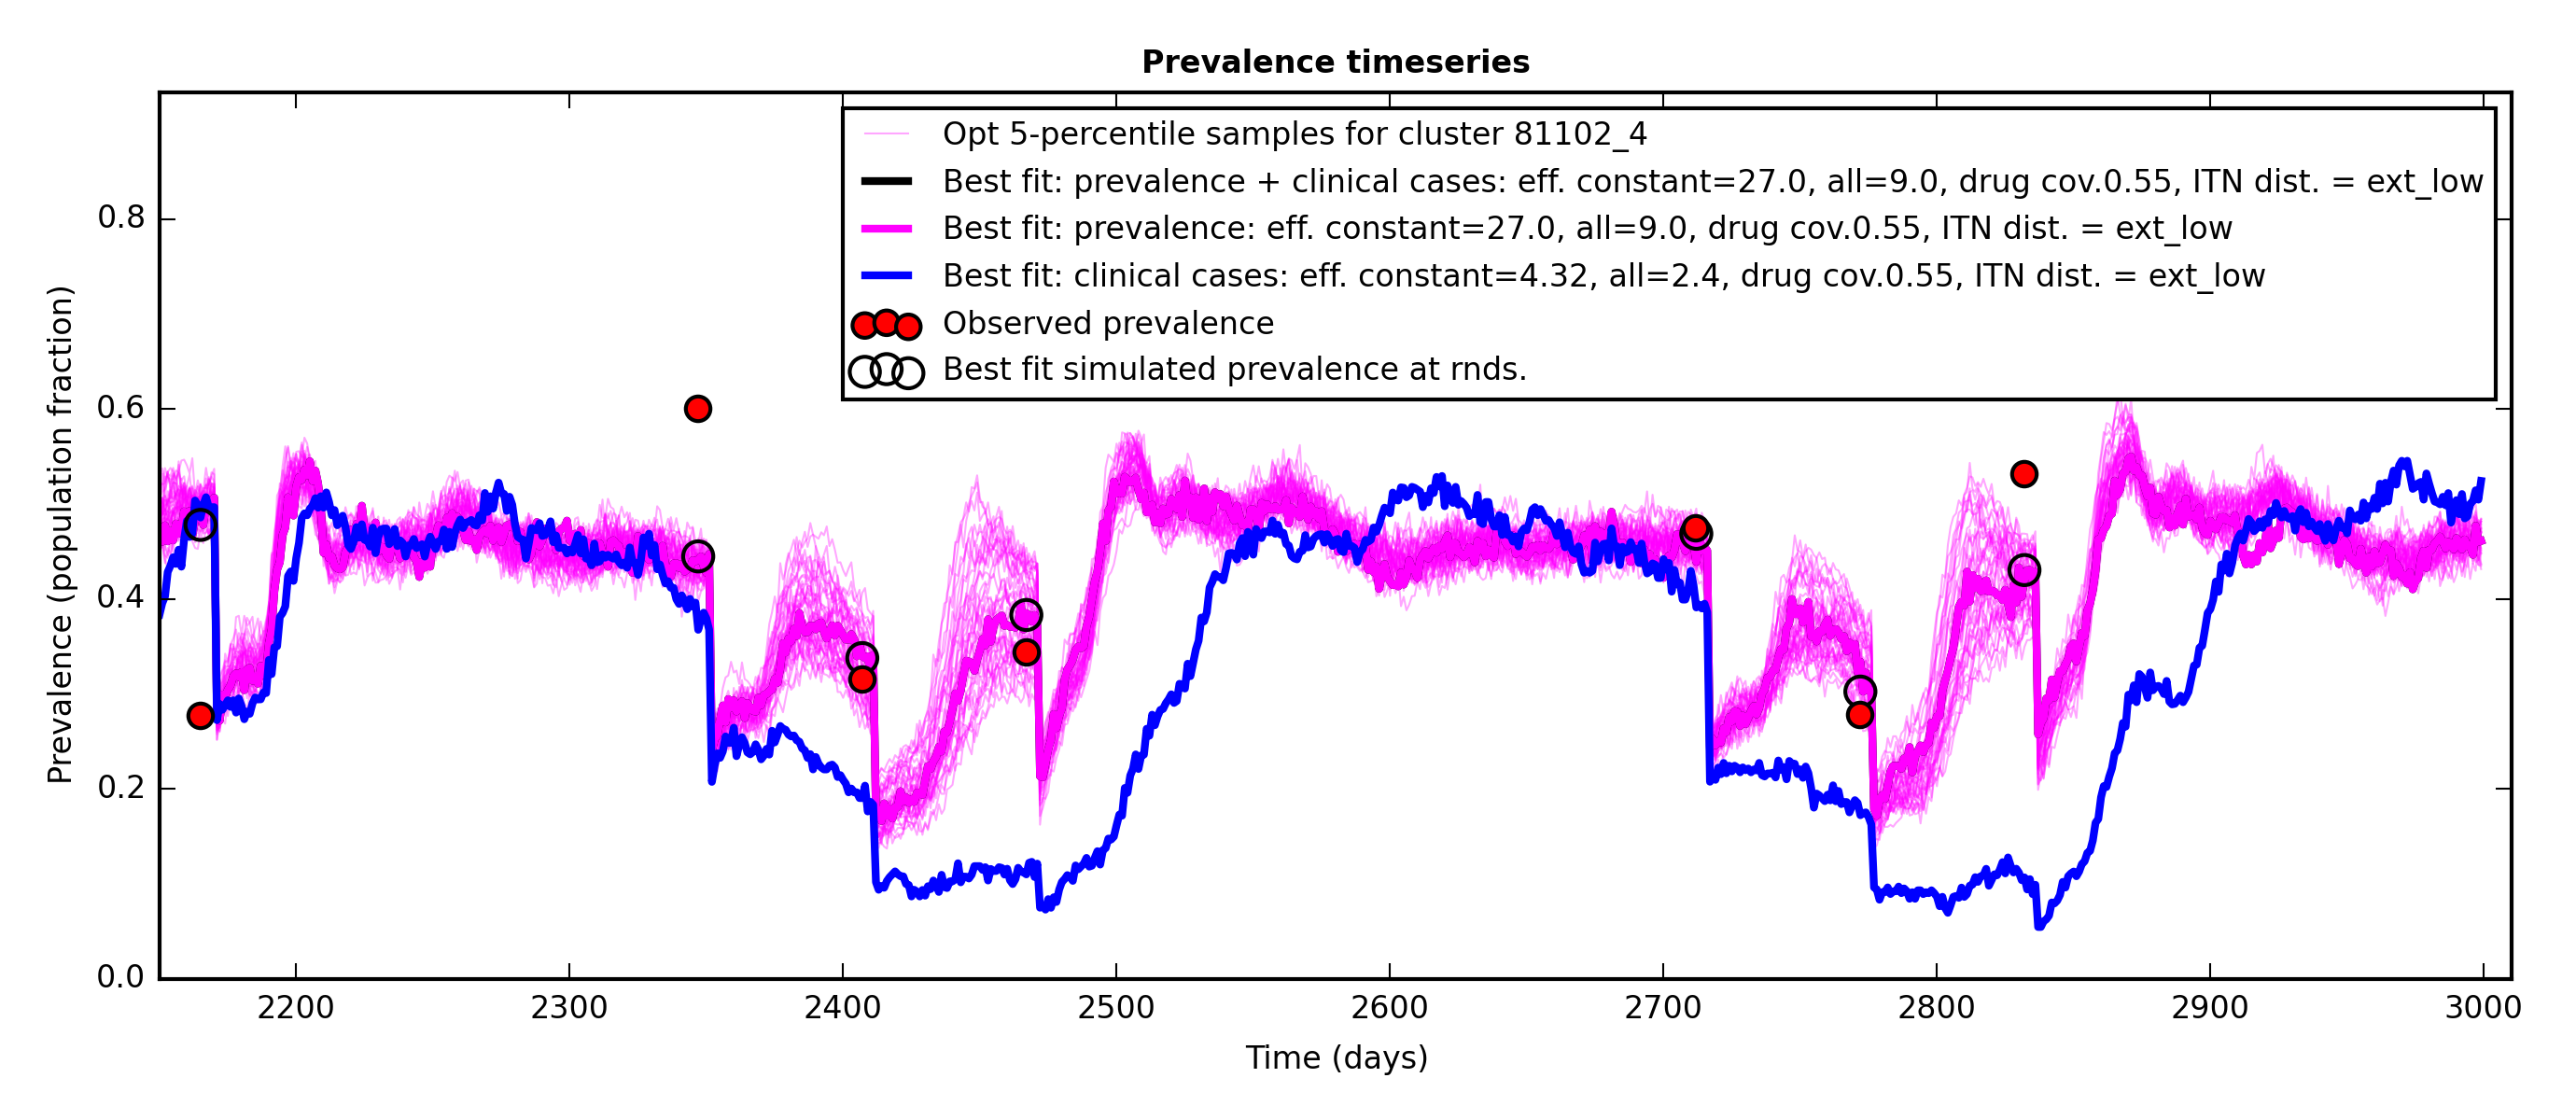 Prevalence timeseries
Opt 5-percentile samples for cluster 81102_4
Best fit: prevalence + clinical cases: eff. constant=27.0, all=9.0, drug cov.0.55, ITN dist. = ext_low
Best fit: prevalence: eff. constant=27.0, all=9.0, drug cov.0.55, ITN dist. = ext_low
Best fit: clinical cases: eff. constant=4.32, all=2.4, drug cov.0.55, ITN dist. = ext_low
Observed prevalence
Best fit simulated prevalence at rnds.
Prevalence (population fraction)
0.8
0.6
0.4
0.2
0.0
2200 2300 2400 2500 2600 2700 2800 2900 3000
Time (days)